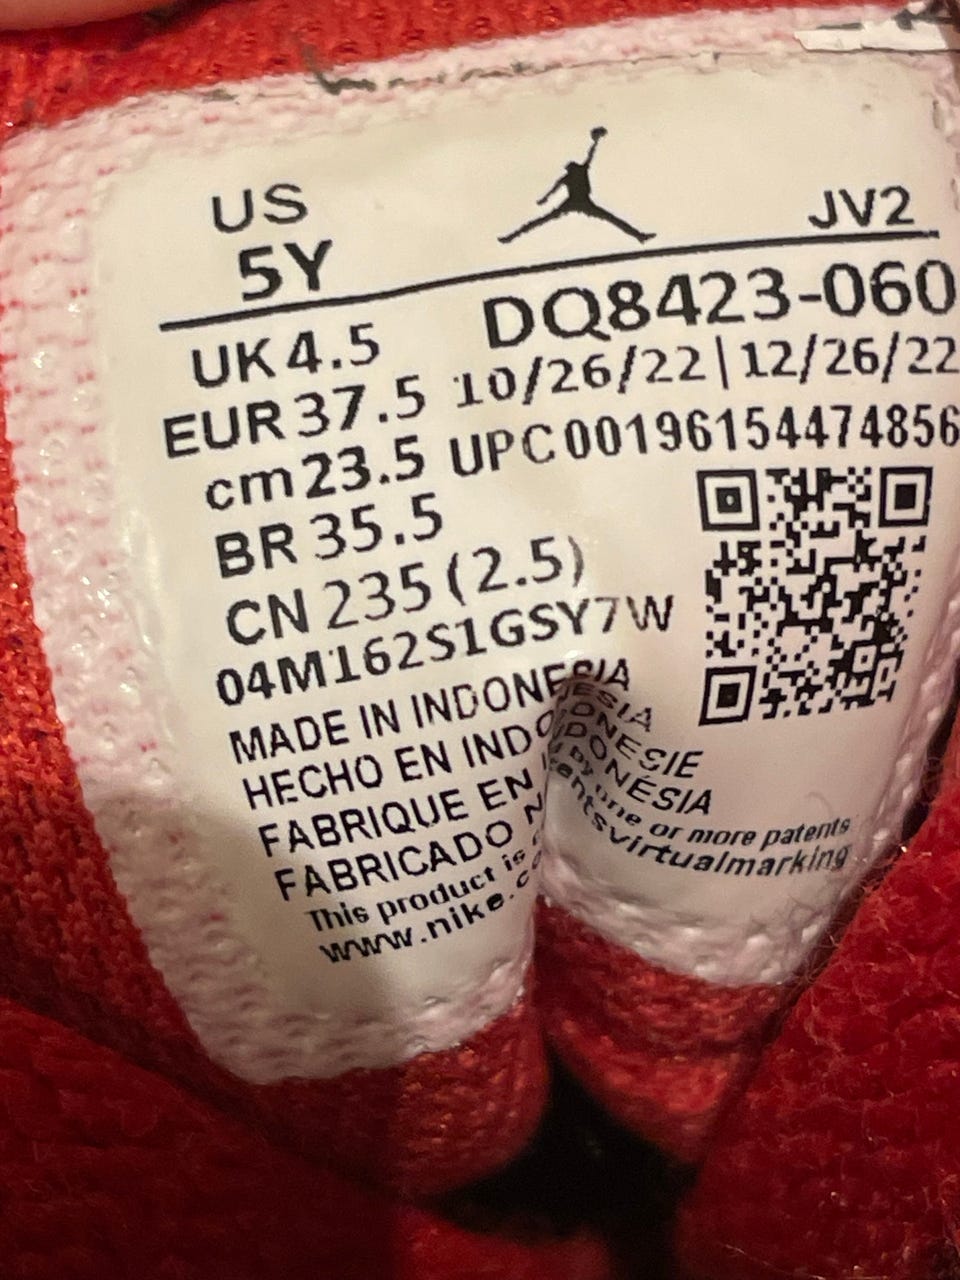 US
5Y
JV2
UK 4.5
DQ8423-060
EUR 37.5
10/26/22|12/26/22
cm 23.5
UPC 00196154474856
BR 35.5
CN 235 (2.5)
04M162S1GSY7W
MADE IN INDONESIA
HECHO EN INDONESIA
FABRIQUE EN INDONESIE
FABRICADO NA INDONÉSIA
This product is by one or more patents
www.nike.com/patentsvirtualmarking